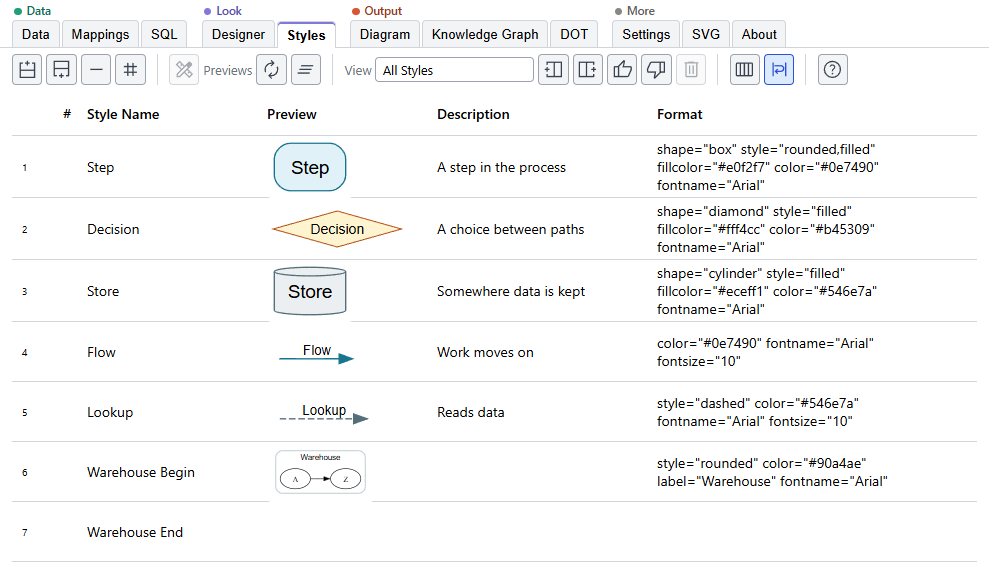 Data
Look
Output
More
Data
Mappings
SQL
Designer
Styles
Diagram
Knowledge Graph
DOT
Settings
SVG
About
Previews
View
All Styles
# Style Name Preview Description Format
1 Step Step A step in the process
shape="box" style="rounded,filled"
fillcolor="#e0f2f7" color="#0e7490"
fontname="Arial"
2 Decision Decision A choice between paths
shape="diamond" style="filled"
fillcolor="#fff4cc" color="#b45309"
fontname="Arial"
3 Store Store Somewhere data is kept
shape="cylinder" style="filled"
fillcolor="#eceff1" color="#546e7a"
fontname="Arial"
4 Flow Flow Work moves on
color="#0e7490" fontname="Arial"
fontsize="10"
5 Lookup Lookup Reads data
style="dashed" color="#546e7a"
fontname="Arial" fontsize="10"
6 Warehouse Begin
Warehouse
A Z
style="rounded" color="#90a4ae"
label="Warehouse" fontname="Arial"
7 Warehouse End